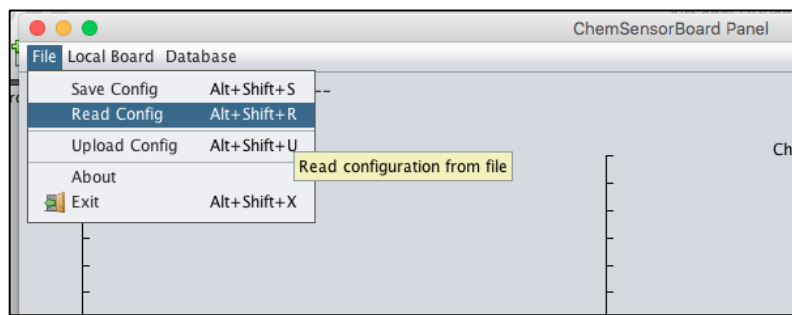 ChemSensorBoard Panel
File Local Board Database
Save Config Alt+Shift+S
Read Config Alt+Shift+R
Upload Config Alt+Shift+U
Read configuration from file
Ch
About
Exit Alt+Shift+X